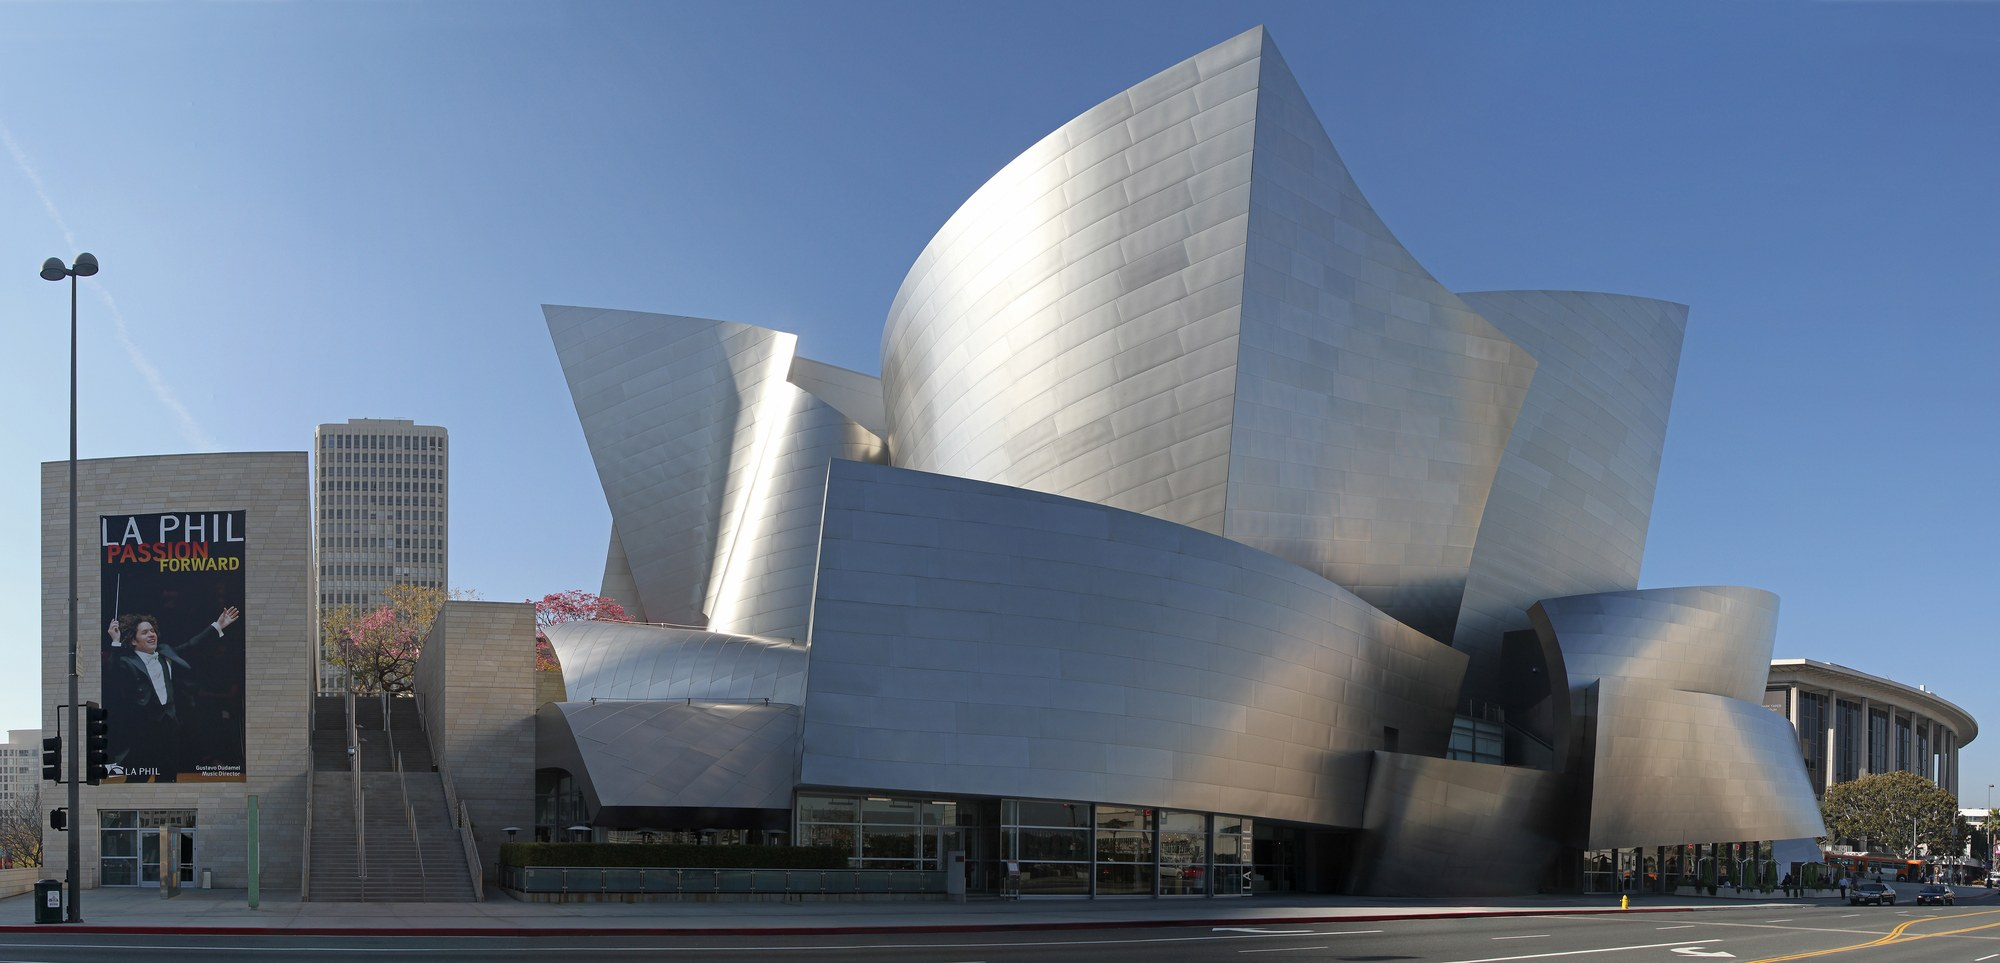 LA PHIL
PASSION
FORWARD
LA PHIL
Gustavo Dudamel
Music Director
LA PHIL